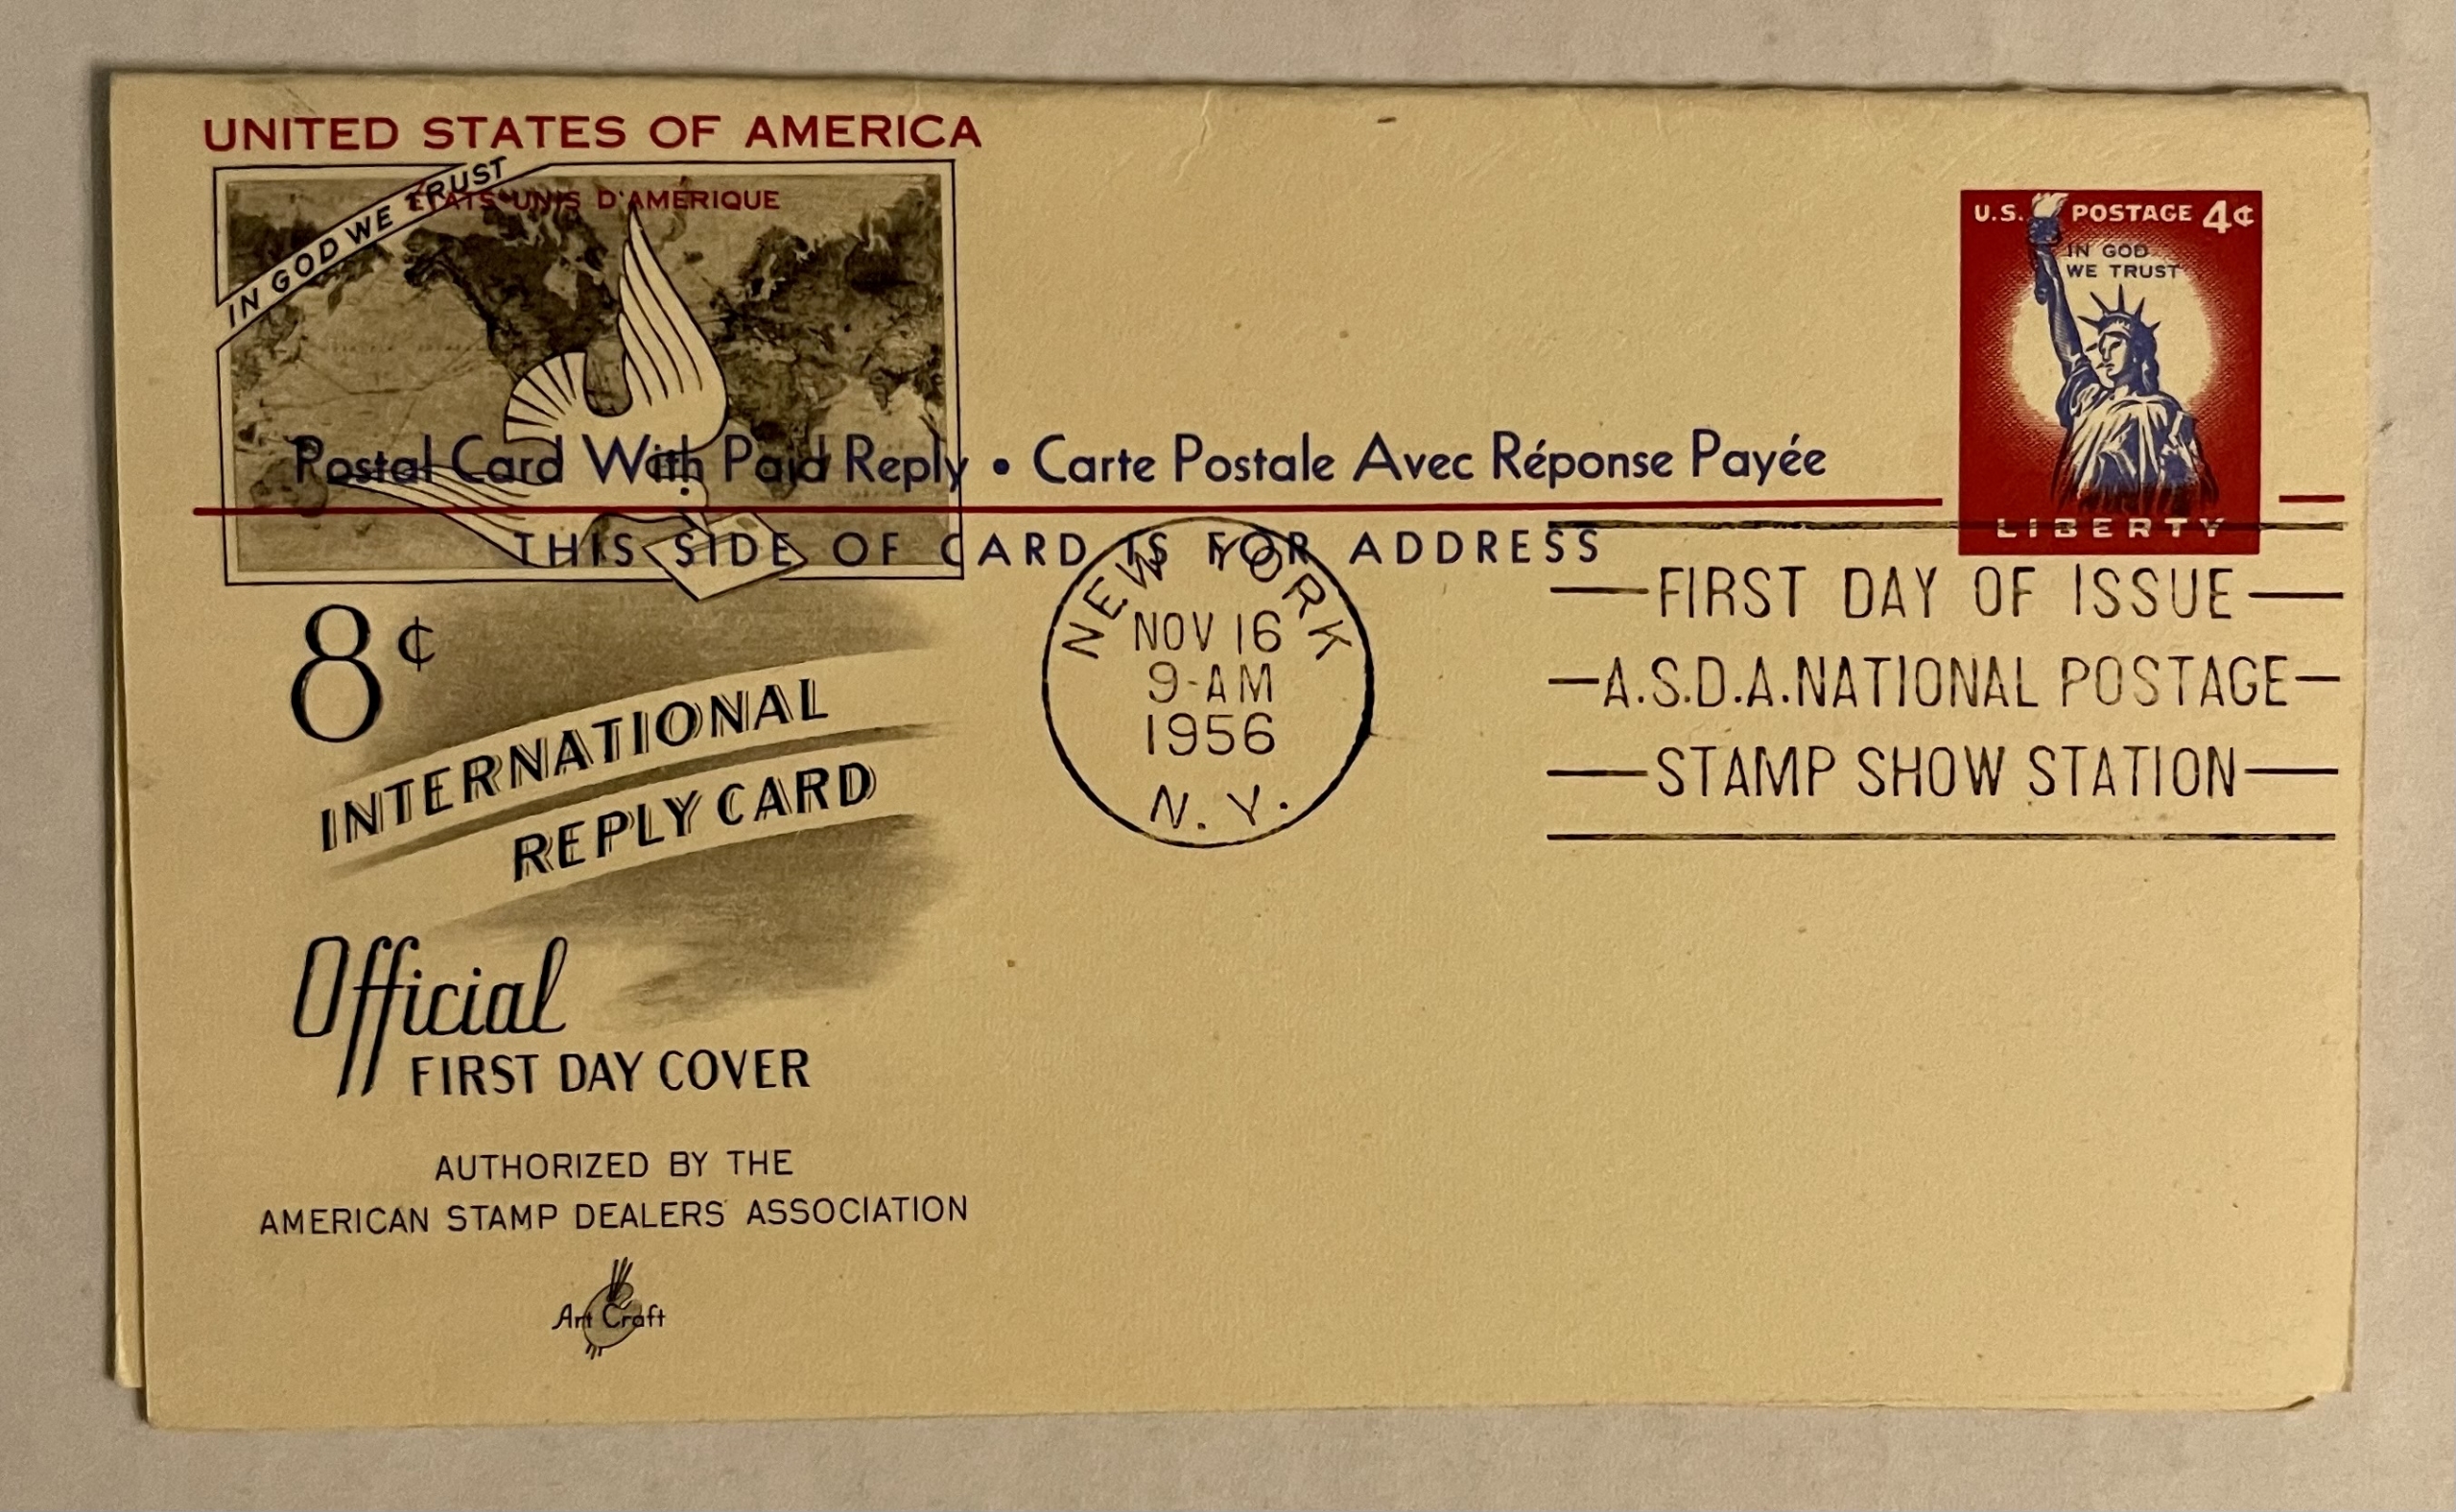 UNITED STATES OF AMERICA
IN GOD WE TRUST
ÉTATS-UNIS D'AMÉRIQUE
U.S. POSTAGE 4¢
IN GOD
WE TRUST
LIBERTY
Postal Card With Paid Reply • Carte Postale Avec Réponse Payée
THIS SIDE OF CARD IS FOR ADDRESS
NEW YORK
NOV 16
9-AM
1956
N. Y.
FIRST DAY OF ISSUE
A.S.D.A. NATIONAL POSTAGE
STAMP SHOW STATION
8¢
INTERNATIONAL
REPLY CARD
Official
FIRST DAY COVER
AUTHORIZED BY THE
AMERICAN STAMP DEALERS' ASSOCIATION
Art Craft